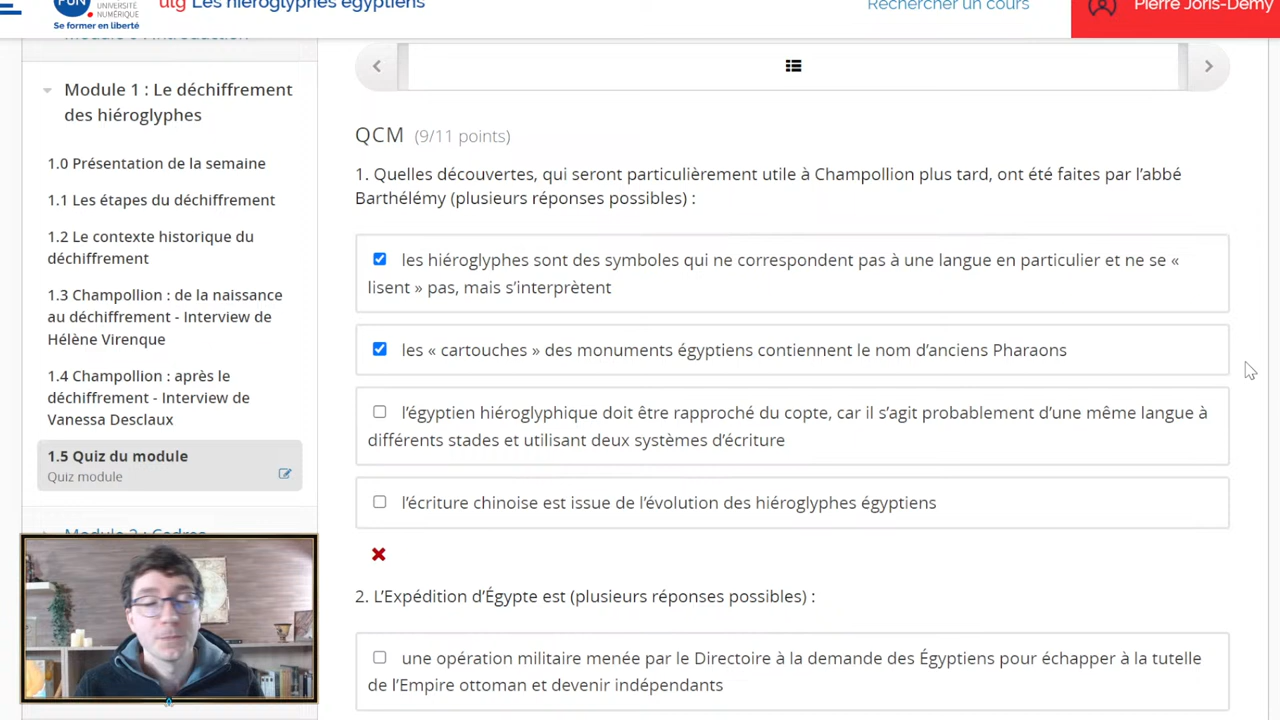 FUN UNIVERSITÉ
NUMÉRIQUE
Se former en liberté
ulg Les hiéroglyphes égyptiens
Rechercher un cours
Pierre Joris-Demy
Module 1 : Le déchiffrement
des hiéroglyphes
1.0 Présentation de la semaine
1.1 Les étapes du déchiffrement
1.2 Le contexte historique du
déchiffrement
1.3 Champollion : de la naissance
au déchiffrement - Interview de
Hélène Virenque
1.4 Champollion : après le
déchiffrement - Interview de
Vanessa Desclaux
1.5 Quiz du module
Quiz module
QCM (9/11 points)
1. Quelles découvertes, qui seront particulièrement utile à Champollion plus tard, ont été faites par l’abbé
Barthélémy (plusieurs réponses possibles) :
les hiéroglyphes sont des symboles qui ne correspondent pas à une langue en particulier et ne se «
lisent » pas, mais s’interprètent
les « cartouches » des monuments égyptiens contiennent le nom d’anciens Pharaons
l’égyptien hiéroglyphique doit être rapproché du copte, car il s’agit probablement d’une même langue à
différents stades et utilisant deux systèmes d’écriture
l’écriture chinoise est issue de l’évolution des hiéroglyphes égyptiens
2. L’Expédition d’Égypte est (plusieurs réponses possibles) :
une opération militaire menée par le Directoire à la demande des Égyptiens pour échapper à la tutelle
de l’Empire ottoman et devenir indépendants